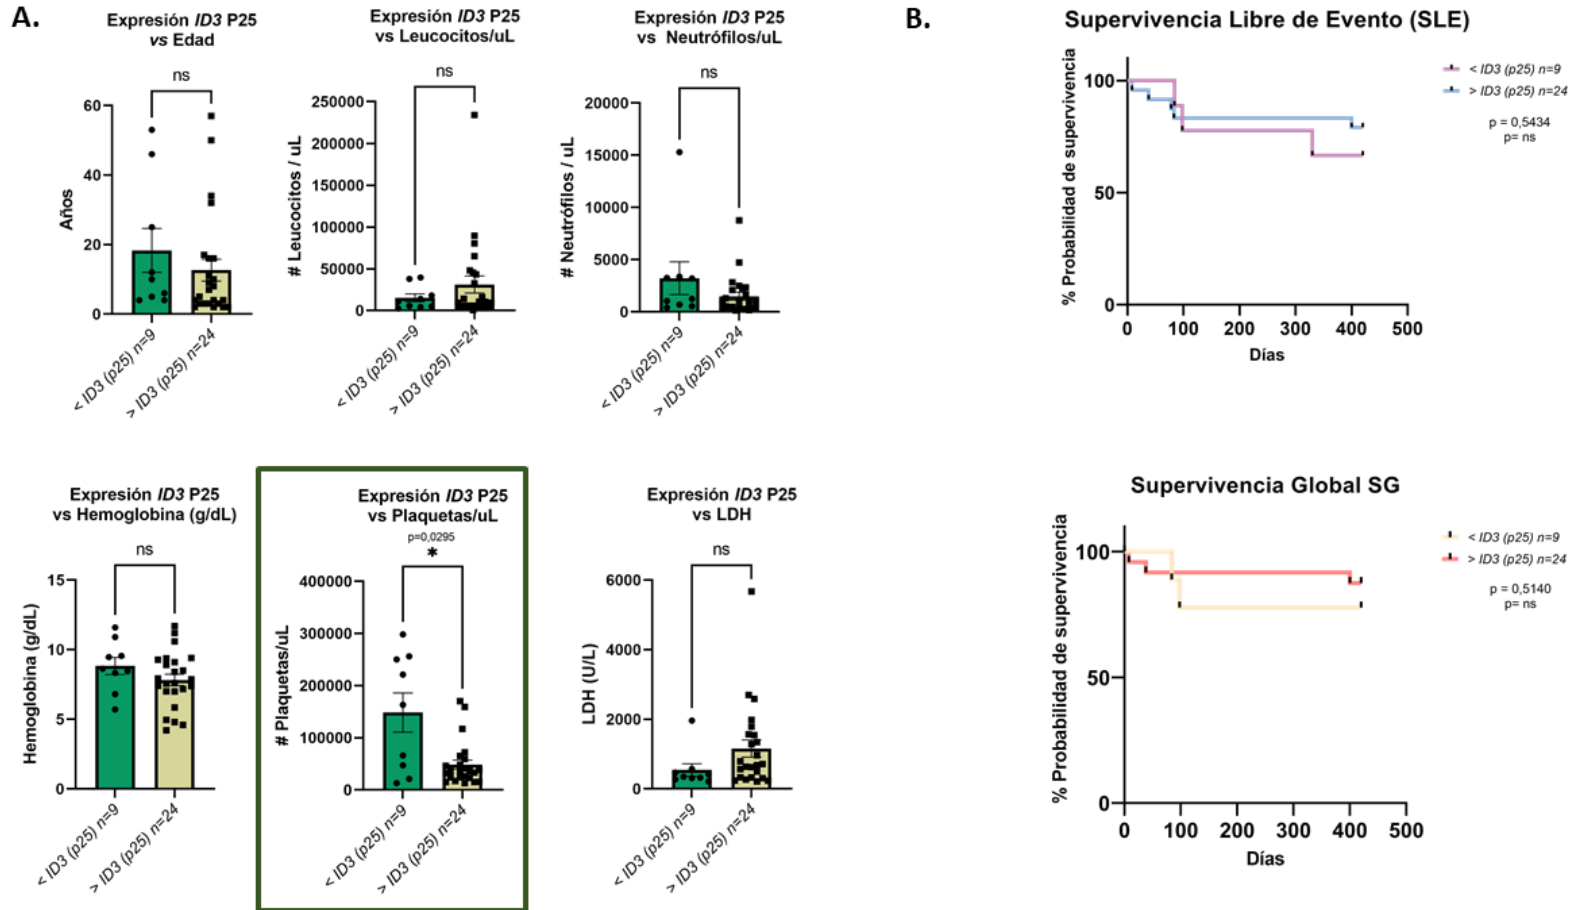 A.
Expresión ID3 P25
vs Edad
ns
60
40
20
0
Años
< ID3 (p25) n=9
> ID3 (p25) n=24
Expresión ID3 P25
vs Leucocitos/uL
ns
250000
200000
150000
100000
50000
0
# Leucocitos / uL
< ID3 (p25) n=9
> ID3 (p25) n=24
Expresión ID3 P25
vs Neutrófilos/uL
ns
20000
15000
10000
5000
0
# Neutrófilos / uL
< ID3 (p25) n=9
> ID3 (p25) n=24
Expresión ID3 P25
vs Hemoglobina (g/dL)
ns
15
10
5
0
Hemoglobina (g/dL)
< ID3 (p25) n=9
> ID3 (p25) n=24
Expresión ID3 P25
vs Plaquetas/uL
p=0,0295
*
400000
300000
200000
100000
0
# Plaquetas/uL
< ID3 (p25) n=9
> ID3 (p25) n=24
Expresión ID3 P25
vs LDH
ns
6000
4000
2000
0
LDH (U/L)
< ID3 (p25) n=9
> ID3 (p25) n=24
B.
Supervivencia Libre de Evento (SLE)
% Probabilidad de supervivencia
100
50
0
0 100 200 300 400 500
Días
< ID3 (p25) n=9
> ID3 (p25) n=24
p = 0,5434
p= ns
Supervivencia Global SG
% Probabilidad de supervivencia
100
50
0
0 100 200 300 400 500
Días
< ID3 (p25) n=9
> ID3 (p25) n=24
p = 0,5140
p= ns